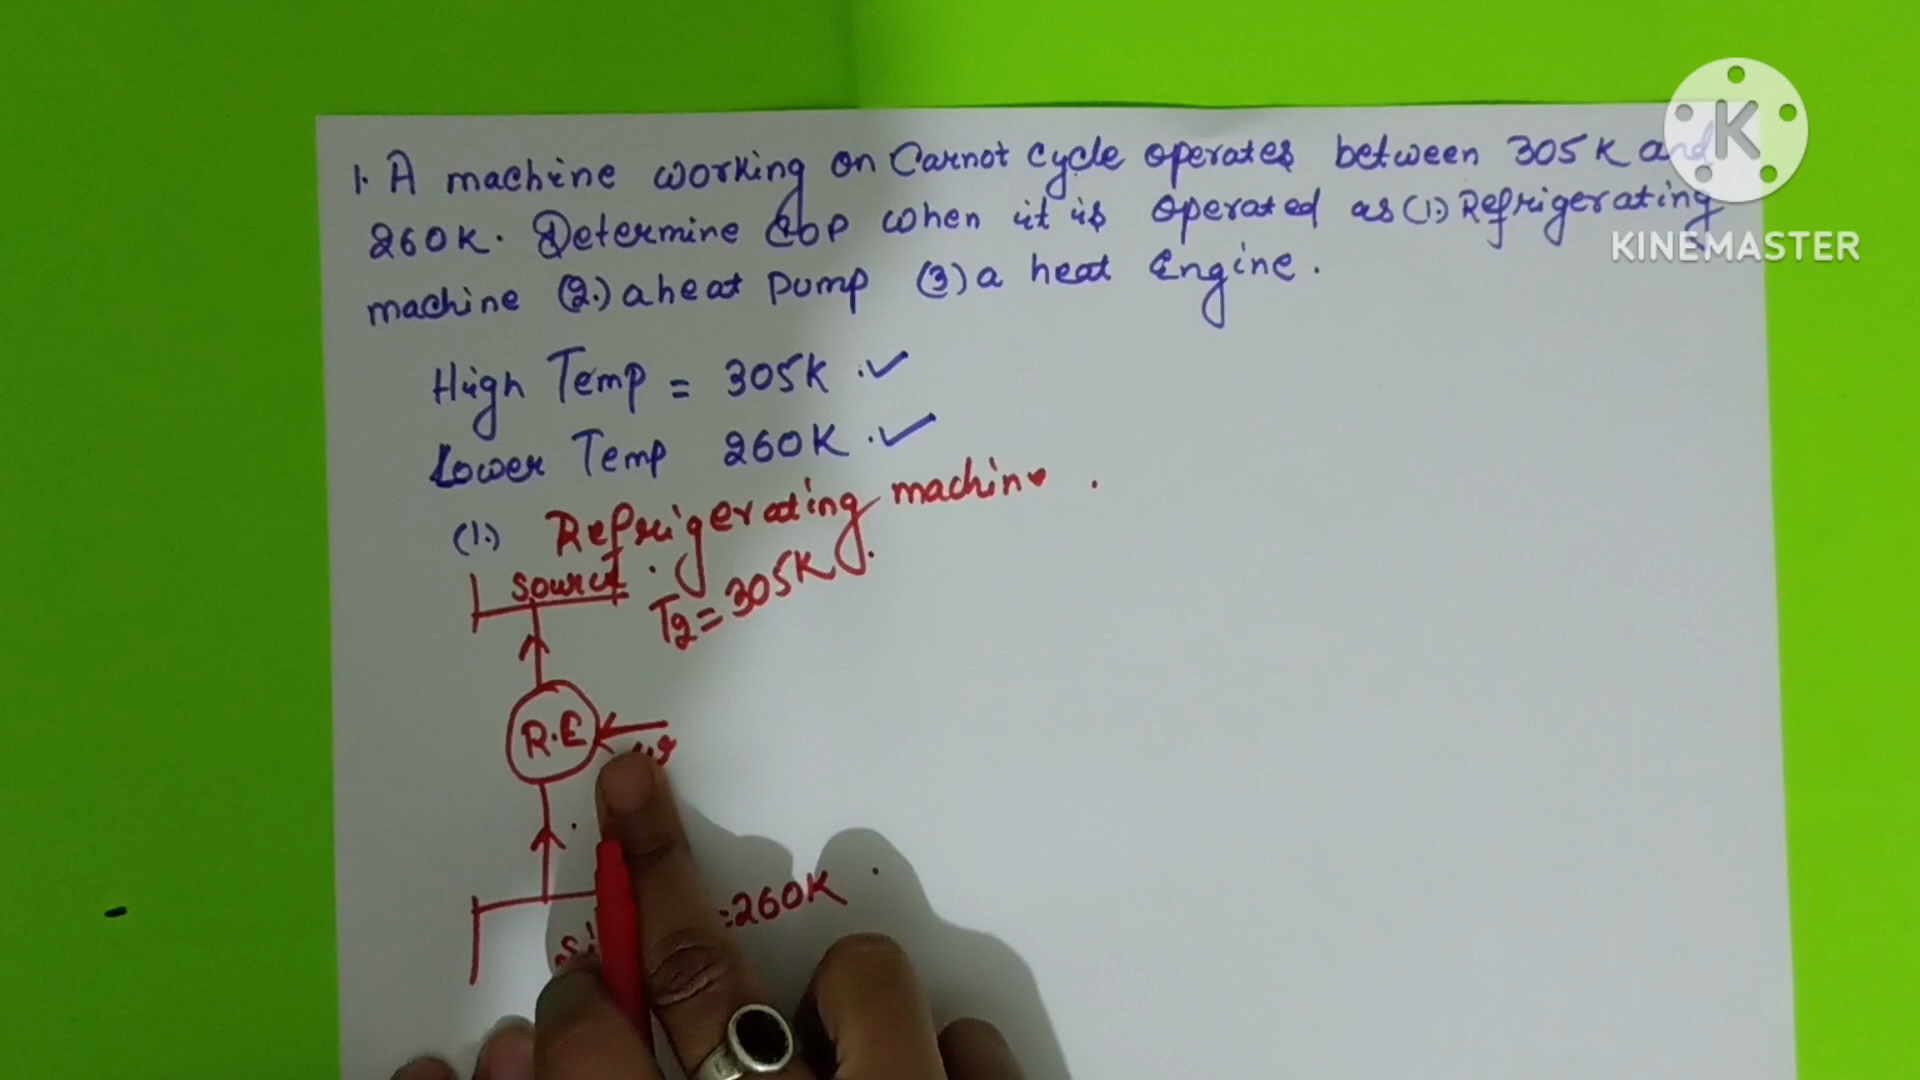 1. A machine working on Carnot cycle operates between 305K and
260K. Determine COP when it is operated as (1.) Refrigerating
machine (2.) a heat pump (3) a heat Engine.
K
KINEMASTER
High Temp = 305K.
Lower Temp 260K.
(1.) Refrigerating machine.
source.
T2 = 305K.
R.E
=260K.